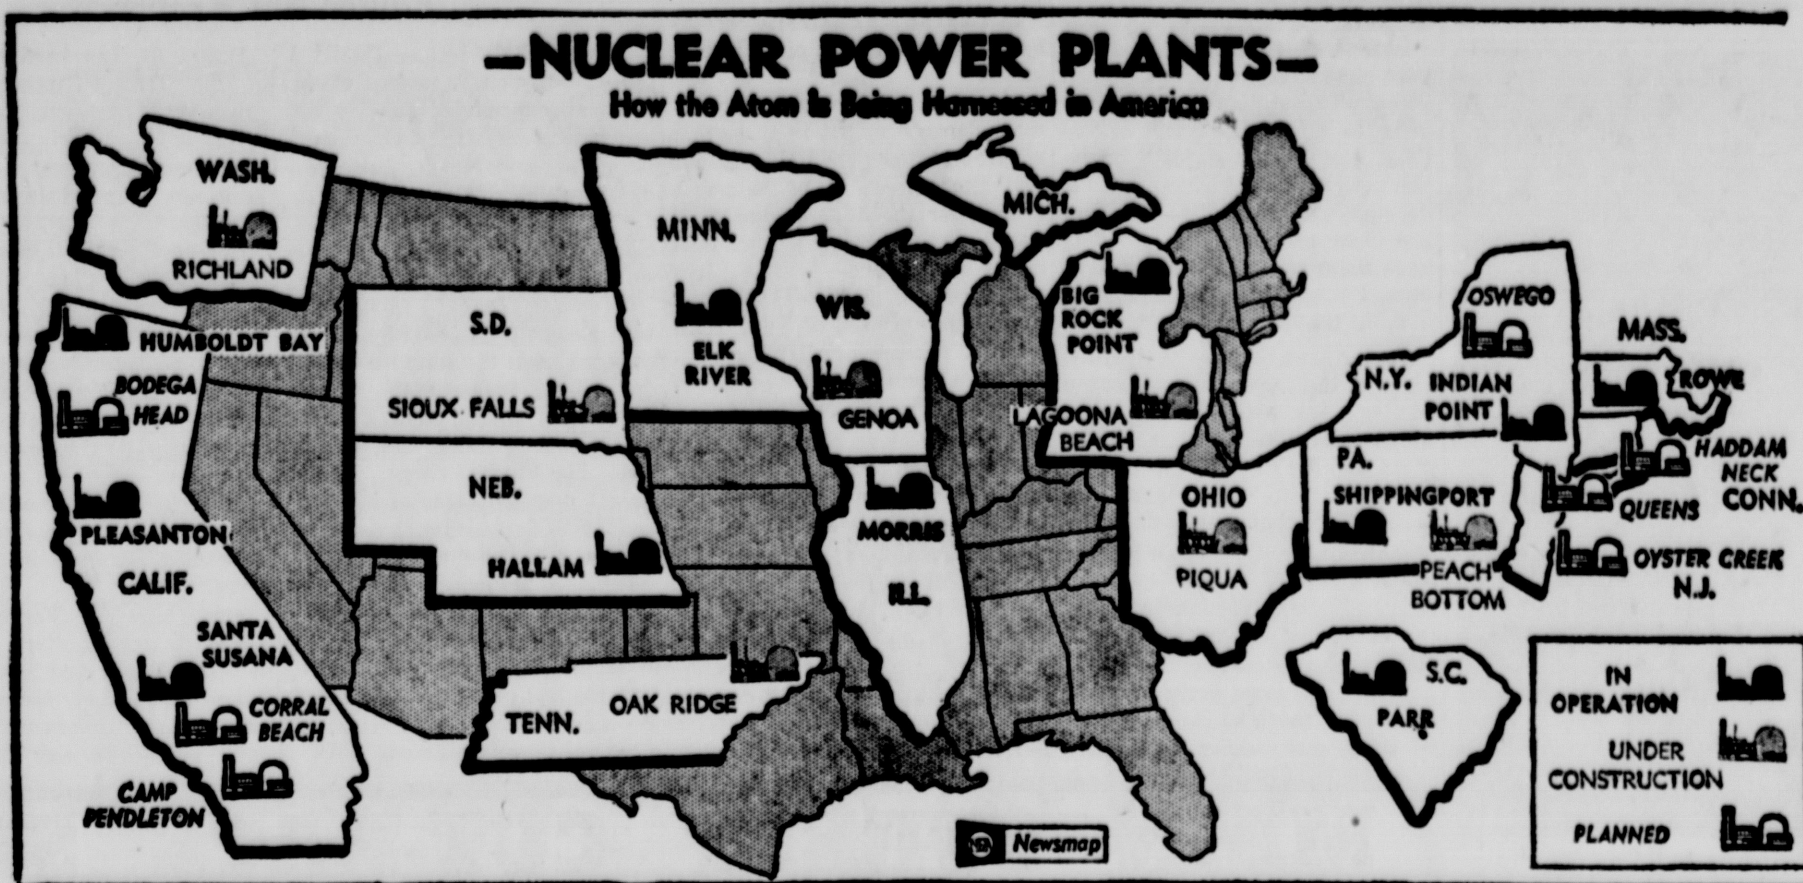 –NUCLEAR POWER PLANTS–
How the Atom Is Being Harnessed in America
WASH.
RICHLAND
HUMBOLDT BAY
BODEGA
HEAD
PLEASANTON
CALIF.
SANTA
SUSANA
CORRAL
BEACH
CAMP
PENDLETON
S.D.
SIOUX FALLS
NEB.
HALLAM
MINN.
ELK
RIVER
WIS.
GENOA
MORRIS
ILL.
TENN.
OAK RIDGE
MICH.
BIG
ROCK
POINT
LAGOONA
BEACH
OHIO
PIQUA
OSWEGO
N.Y.
INDIAN
POINT
MASS.
ROWE
HADDAM
NECK
CONN.
QUEENS
OYSTER CREEK
N.J.
PA.
SHIPPINGPORT
PEACH
BOTTOM
S.C.
PARR
IN
OPERATION
UNDER
CONSTRUCTION
PLANNED
Newsmap